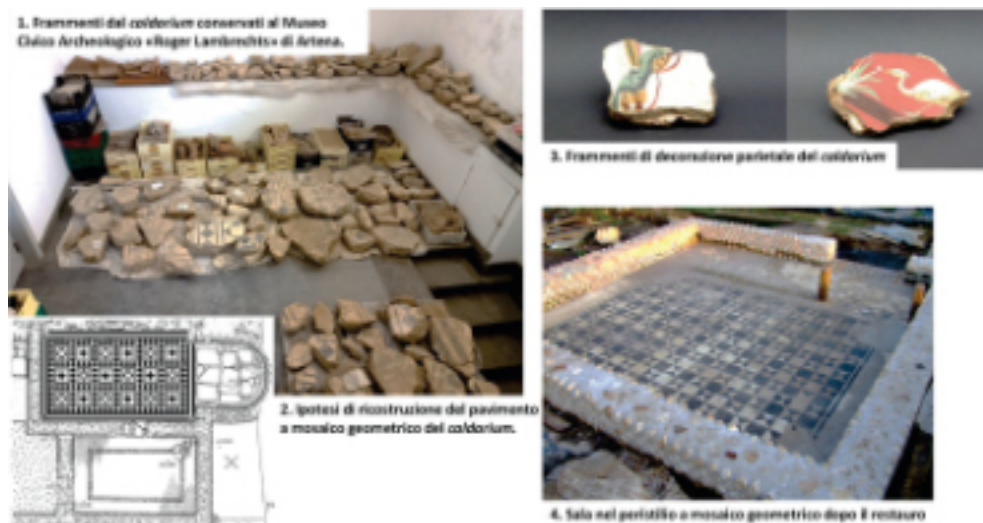 1. Frammenti dal caldarium conservati al Museo
Civico Archeologico «Roger Lambrechts» di Artena.
3. Frammenti di decorazione parietale del caldarium
2. Ipotesi di ricostruzione del pavimento
a mosaico geometrico del caldarium.
4. Sala nel peristilio a mosaico geometrico dopo il restauro